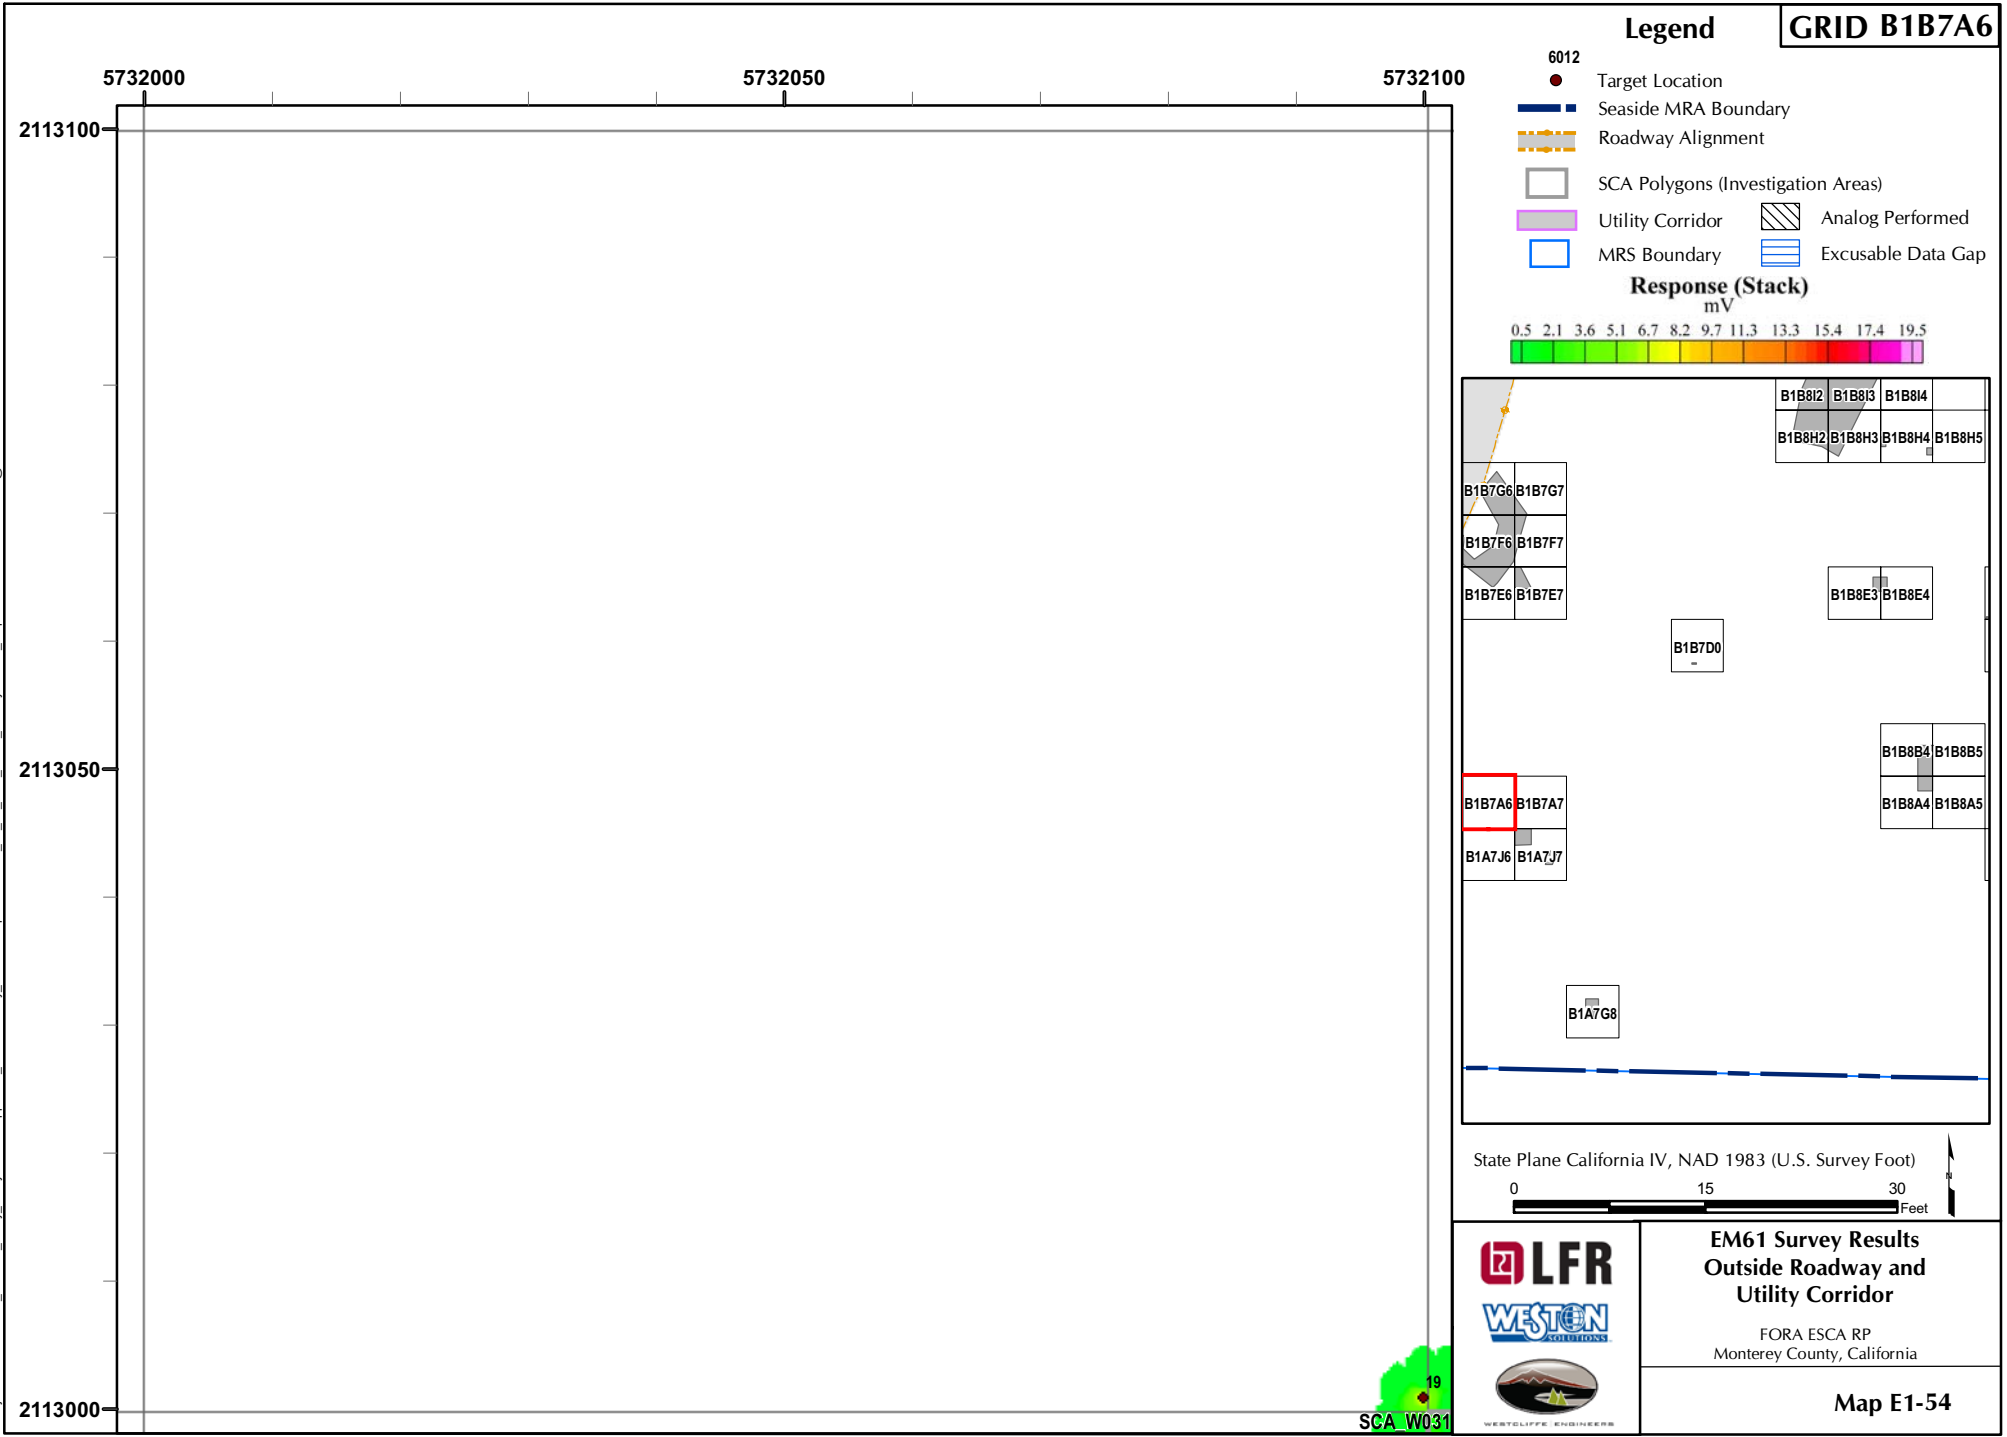 GRID B1B7A6
Legend
6012
Target Location
Seaside MRA Boundary
Roadway Alignment
SCA Polygons (Investigation Areas)
Utility Corridor
Analog Performed
MRS Boundary
Excusable Data Gap
Response (Stack)
mV
0.5 2.1 3.6 5.1 6.7 8.2 9.7 11.3 13.3 15.4 17.4 19.5
5732000 5732050 5732100
2113100
2113050
2113000
19
SCA_W031
B1B8I2 B1B8I3 B1B8I4
B1B8H2 B1B8H3 B1B8H4 B1B8H5
B1B7G6 B1B7G7
B1B7F6 B1B7F7
B1B7E6 B1B7E7
B1B8E3 B1B8E4
B1B7D0
B1B8B4 B1B8B5
B1B7A6 B1B7A7
B1B8A4 B1B8A5
B1A7J6 B1A7J7
B1A7G8
State Plane California IV, NAD 1983 (U.S. Survey Foot)
0 15 30
Feet
N
LFR
WESTON
SOLUTIONS
WESTCLIFFE ENGINEERS
EM61 Survey Results
Outside Roadway and
Utility Corridor
FORA ESCA RP
Monterey County, California
Map E1-54